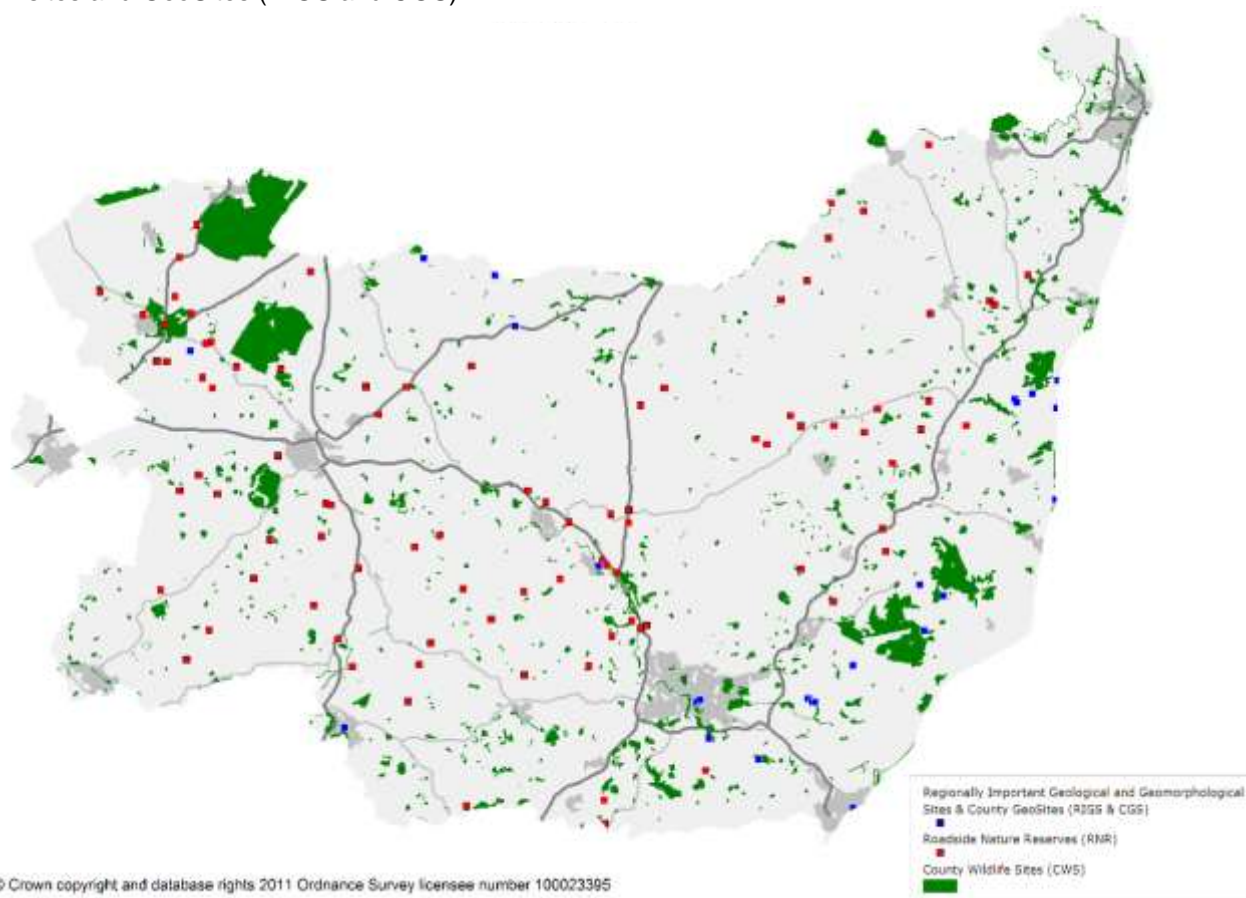 Regionally Important Geological and Geomorphological
Sites & County GeoSites (RIGS & CGS)
Roadside Nature Reserves (RNR)
County Wildlife Sites (CWS)
© Crown copyright and database rights 2011 Ordnance Survey licensee number 100023395